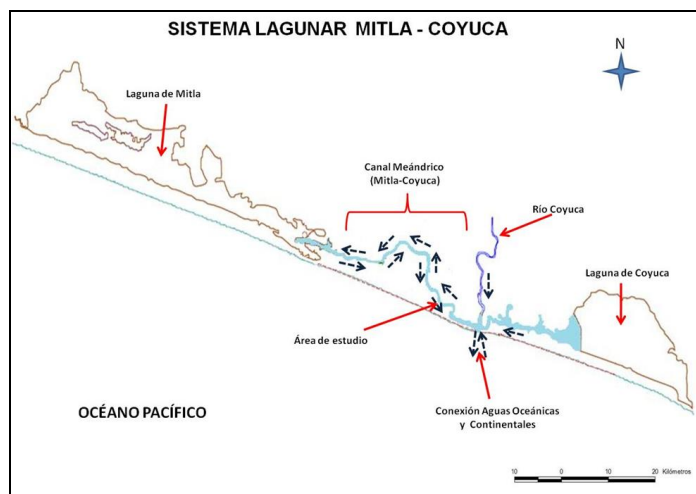 SISTEMA LAGUNAR MITLA - COYUCA
N
Laguna de Mitla
Canal Meándrico
(Mitla-Coyuca)
Río Coyuca
Laguna de Coyuca
Área de estudio
OCÉANO PACÍFICO
Conexión Aguas Oceánicas
y Continentales
10 0 10 20 Kilómetros